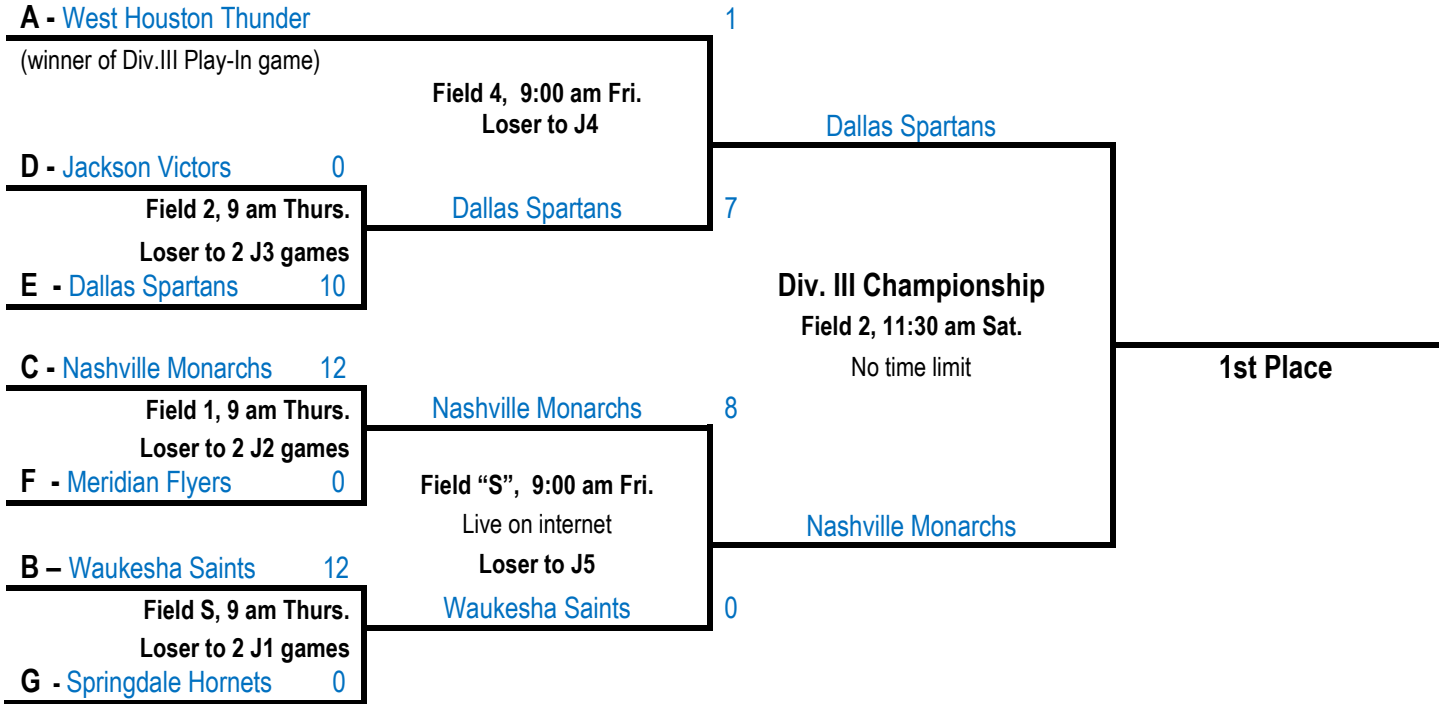 A - West Houston Thunder 1
(winner of Div.III Play-In game)
Field 4, 9:00 am Fri.
Loser to J4
Dallas Spartans
D - Jackson Victors 0
Field 2, 9 am Thurs.
Dallas Spartans 7
Loser to 2 J3 games
E - Dallas Spartans 10
Div. III Championship
Field 2, 11:30 am Sat.
No time limit
1st Place
C - Nashville Monarchs 12
Field 1, 9 am Thurs.
Nashville Monarchs 8
Loser to 2 J2 games
F - Meridian Flyers 0
Field “S”, 9:00 am Fri.
Live on internet
Loser to J5
Nashville Monarchs
B – Waukesha Saints 12
Field S, 9 am Thurs.
Waukesha Saints 0
Loser to 2 J1 games
G - Springdale Hornets 0